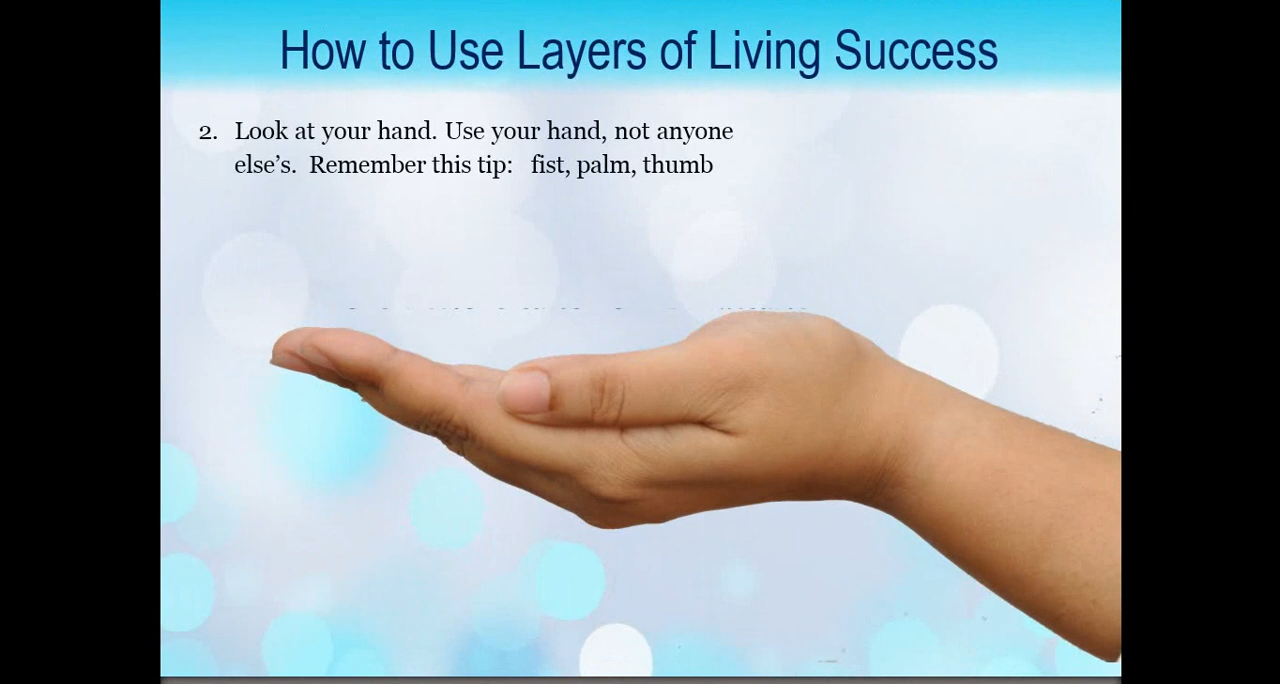 How to Use Layers of Living Success
2. Look at your hand. Use your hand, not anyone
else’s. Remember this tip: fist, palm, thumb